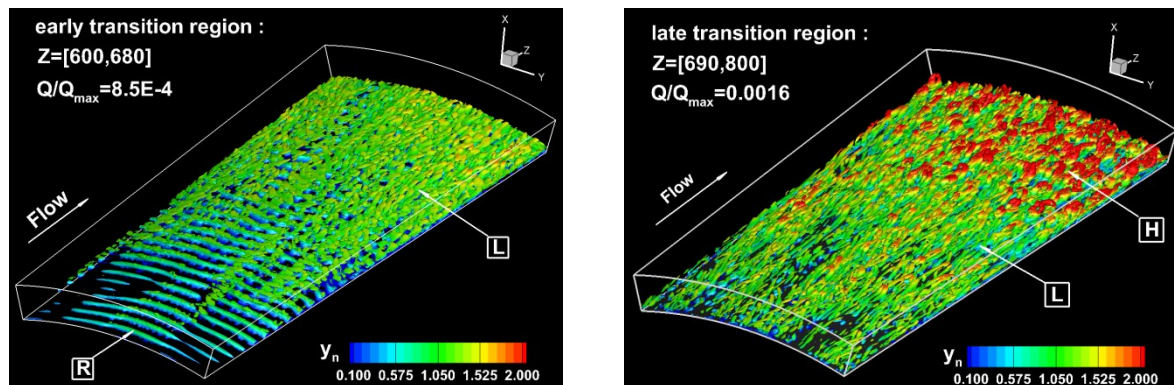 early transition region :
Z=[600,680]
Q/Qmax=8.5E-4
X
Z
Y
Flow
L
R
yn
0.100 0.575 1.050 1.525 2.000
late transition region :
Z=[690,800]
Q/Qmax=0.0016
X
Z
Y
Flow
H
L
yn
0.100 0.575 1.050 1.525 2.000